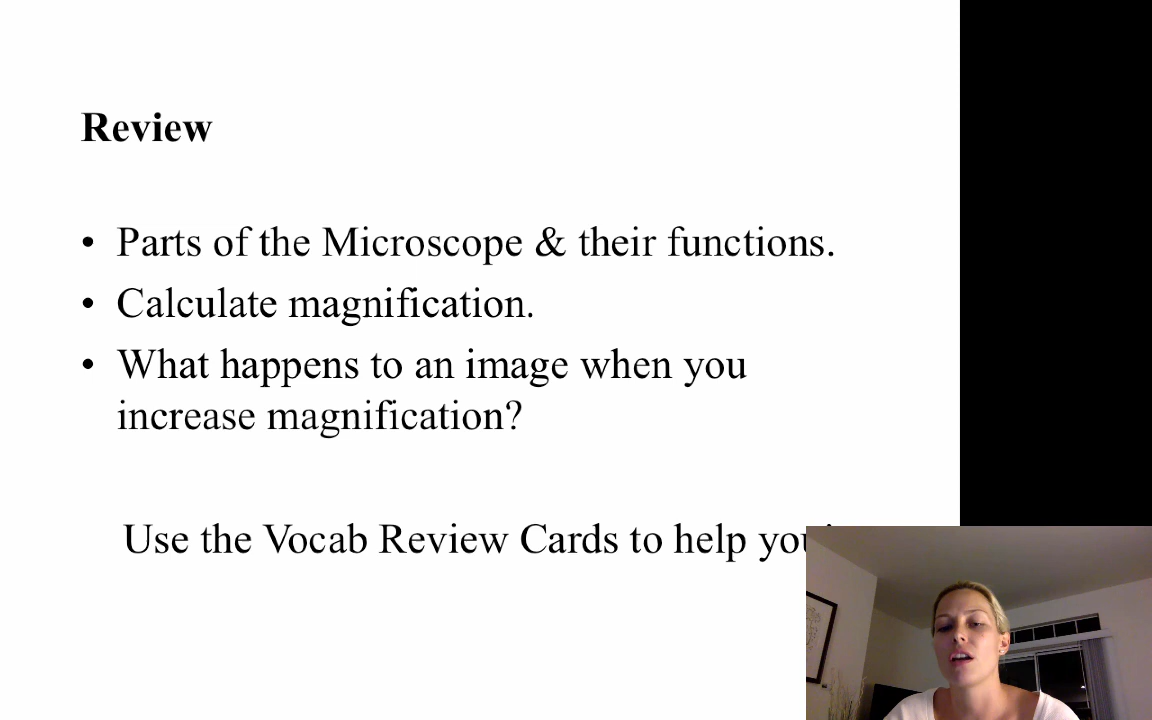 Review
• Parts of the Microscope & their functions.
• Calculate magnification.
• What happens to an image when you
increase magnification?
Use the Vocab Review Cards to help you